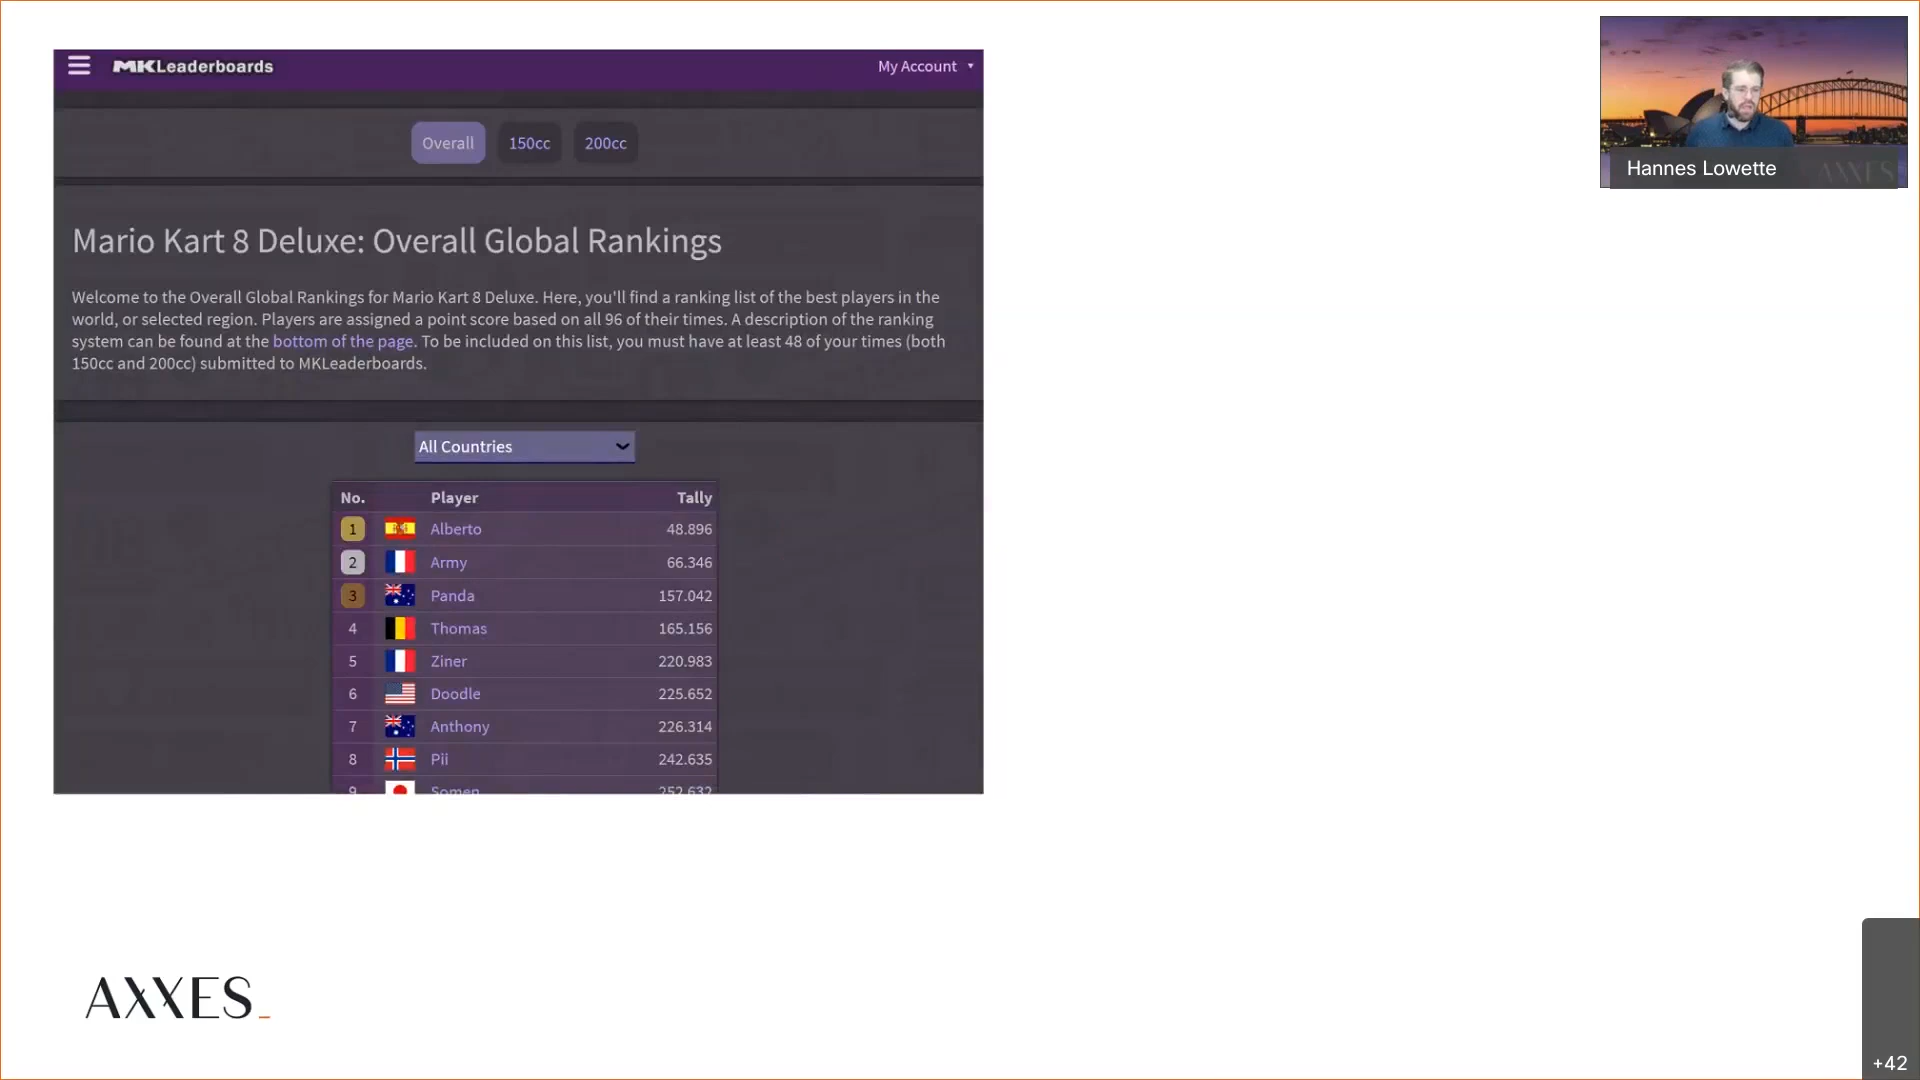 MKLeaderboards
My Account
Overall
150cc
200cc
Mario Kart 8 Deluxe: Overall Global Rankings
Welcome to the Overall Global Rankings for Mario Kart 8 Deluxe. Here, you'll find a ranking list of the best players in the
world, or selected region. Players are assigned a point score based on all 96 of their times. A description of the ranking
system can be found at the bottom of the page. To be included on this list, you must have at least 48 of your times (both
150cc and 200cc) submitted to MKLeaderboards.
All Countries
No. Player Tally
1 Alberto 48.896
2 Army 66.346
3 Panda 157.042
4 Thomas 165.156
5 Ziner 220.983
6 Doodle 225.652
7 Anthony 226.314
8 Pii 242.635
9 Somen 252.632
Hannes Lowette
AXXES
AXXES_
+42